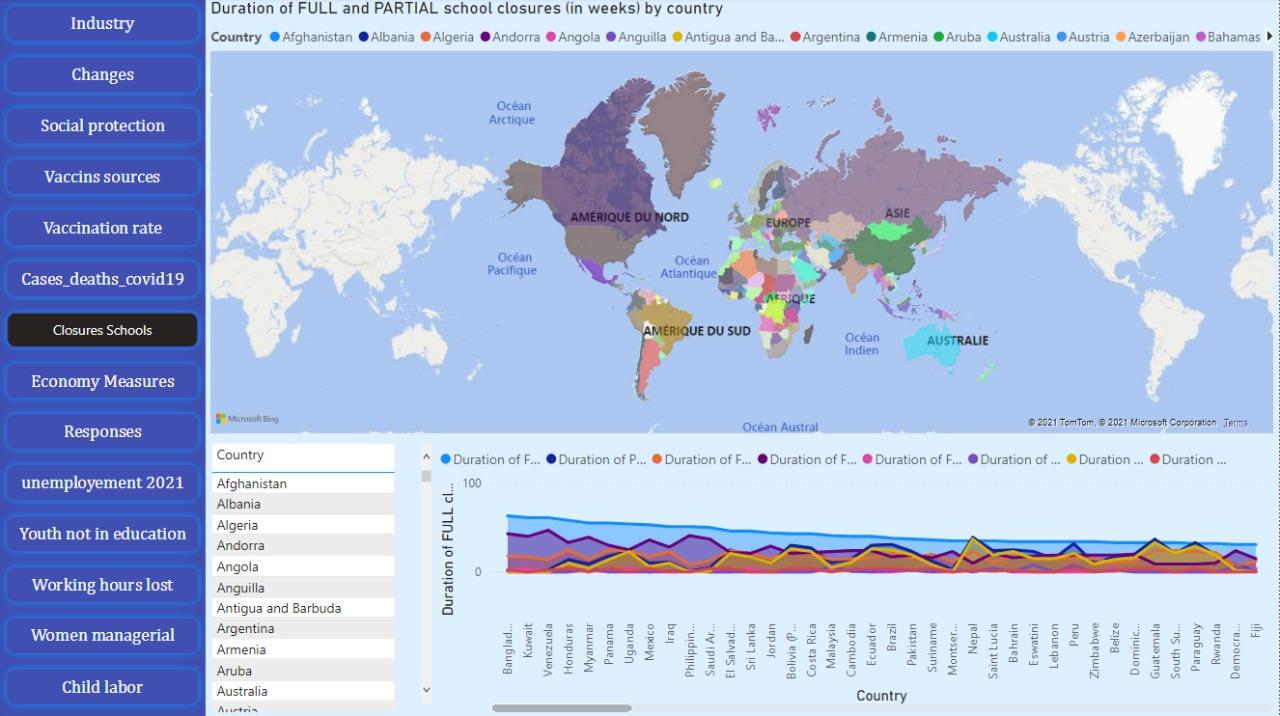 Industry
Changes
Social protection
Vaccins sources
Vaccination rate
Cases_deaths_covid19
Closures Schools
Economy Measures
Responses
unemployement 2021
Youth not in education
Working hours lost
Women managerial
Child labor
Duration of FULL and PARTIAL school closures (in weeks) by country
Country Afghanistan Albania Algeria Andorra Angola Anguilla Antigua and Ba... Argentina Armenia Aruba Australia Austria Azerbaijan Bahamas
Océan
Arctique
AMÉRIQUE DU NORD
EUROPE
ASIE
Océan
Pacifique
Océan
Atlantique
AFRIQUE
AMÉRIQUE DU SUD
Océan
Indien
AUSTRALIE
Océan Austral
Microsoft Bing
© 2021 TomTom, © 2021 Microsoft Corporation Terms
Country
Afghanistan
Albania
Algeria
Andorra
Angola
Anguilla
Antigua and Barbuda
Argentina
Armenia
Aruba
Australia
Austria
Duration of F... Duration of P... Duration of F... Duration of F... Duration of F... Duration of ... Duration ... Duration ...
Duration of FULL cl...
100
0
Banglad...
Kuwait
Venezuela
Honduras
Myanmar
Panama
Uganda
Mexico
Iraq
Philippin...
Saudi Ar...
El Salvad...
Sri Lanka
Jordan
Bolivia (P...
Costa Rica
Malaysia
Cambodia
Ecuador
Brazil
Pakistan
Suriname
Montser...
Nepal
Saint Lucia
Bahrain
Eswatini
Lebanon
Peru
Zimbabwe
Belize
Dominic...
Guatemala
South Su...
Paraguay
Rwanda
Democra...
Fiji
Country